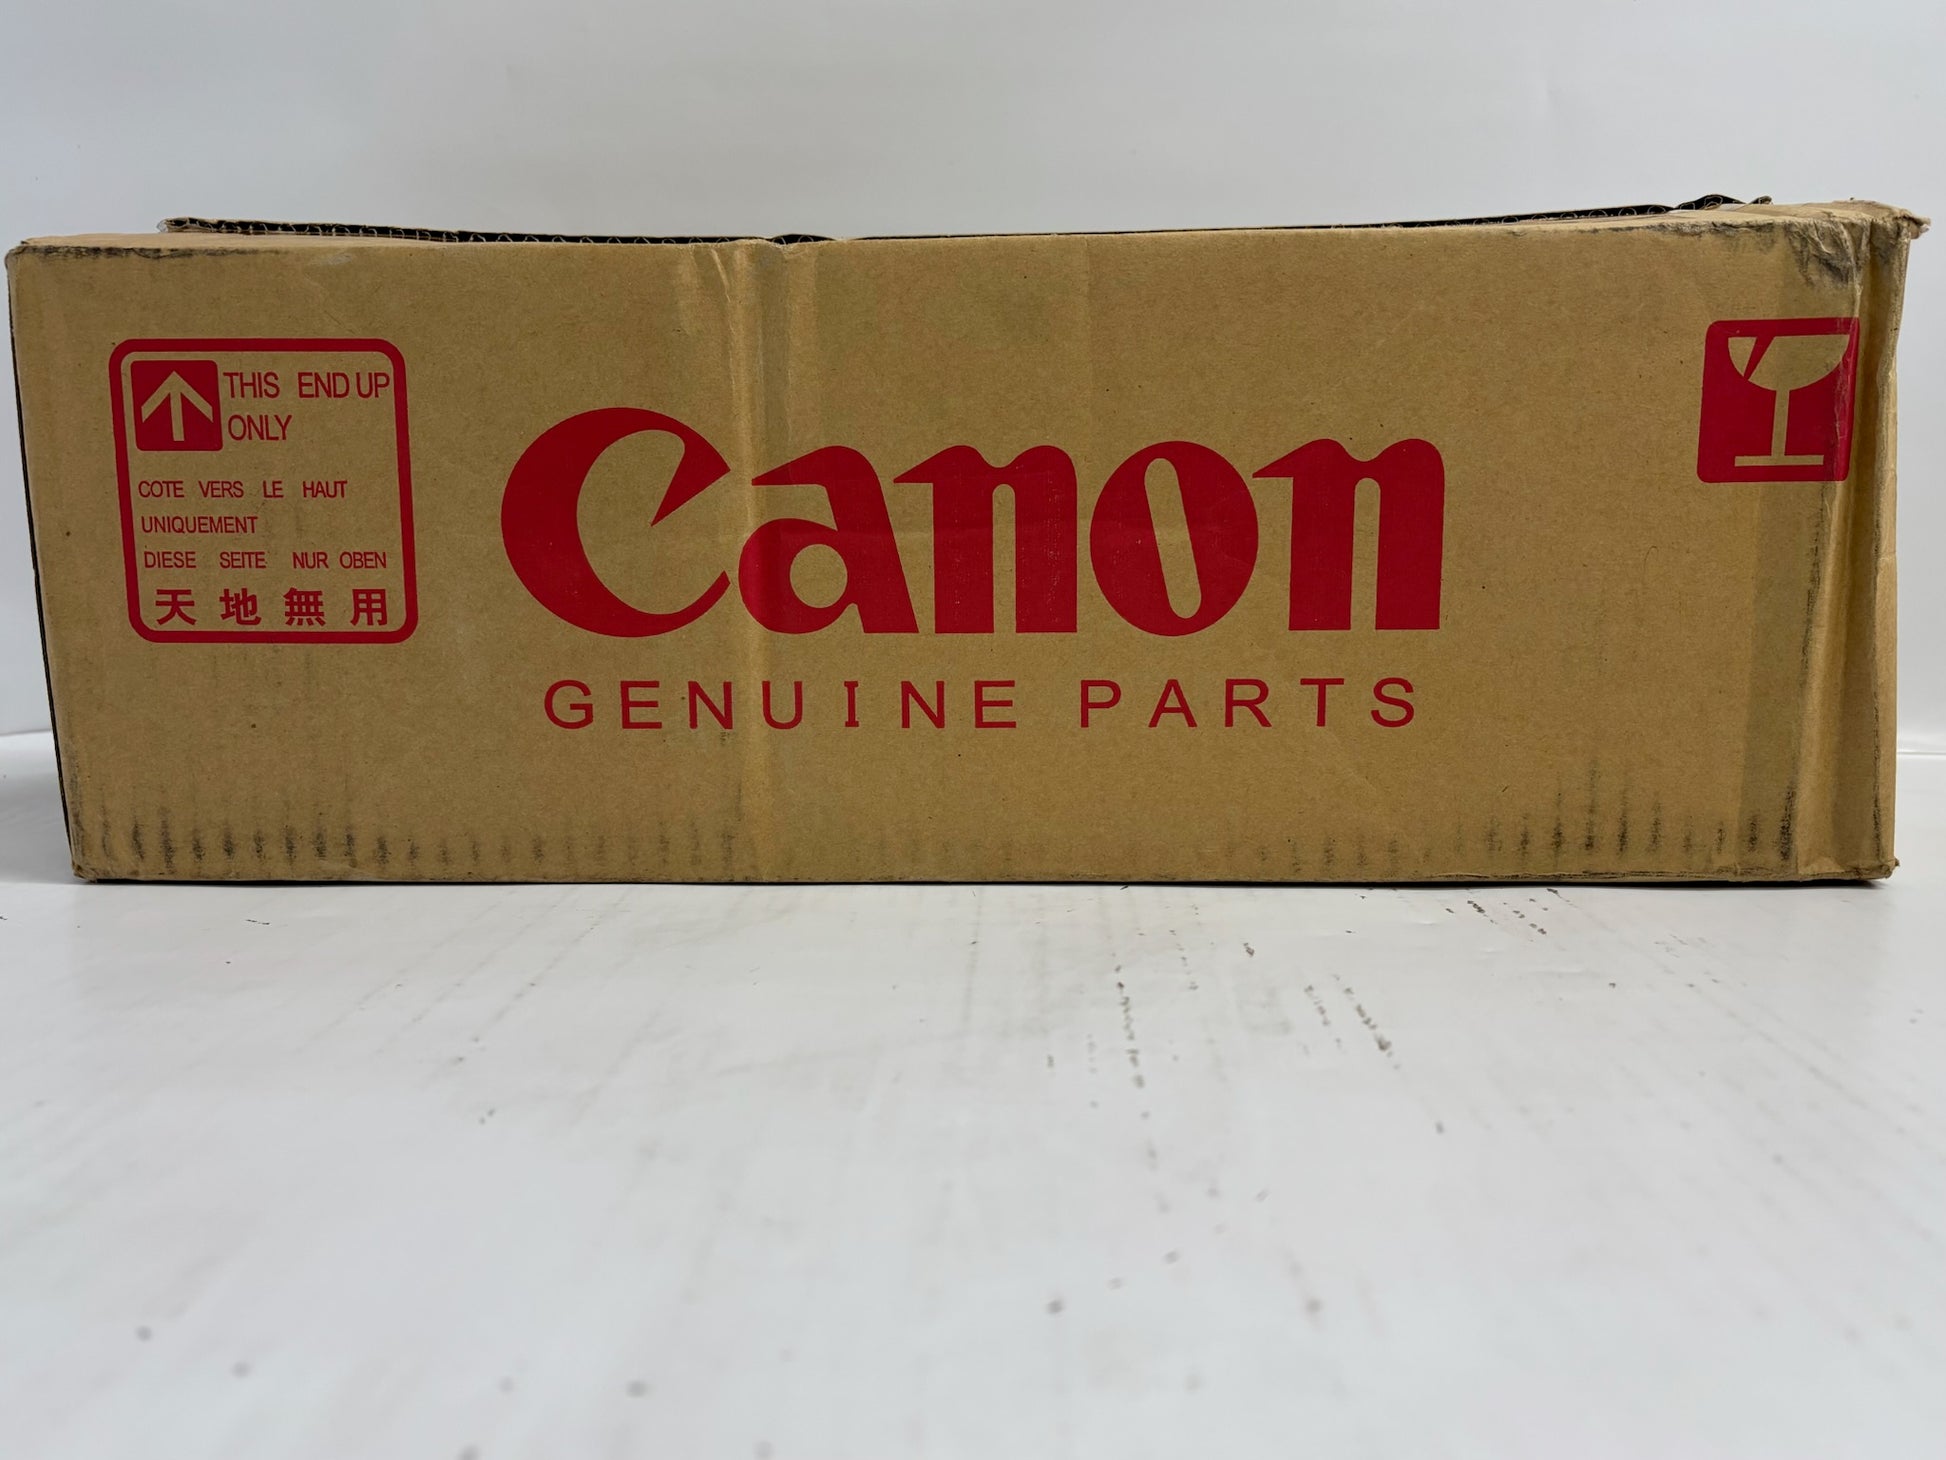 THIS END UP
ONLY
COTE VERS LE HAUT
UNIQUEMENT
DIESE SEITE NUR OBEN
天地無用
Canon
GENUINE PARTS